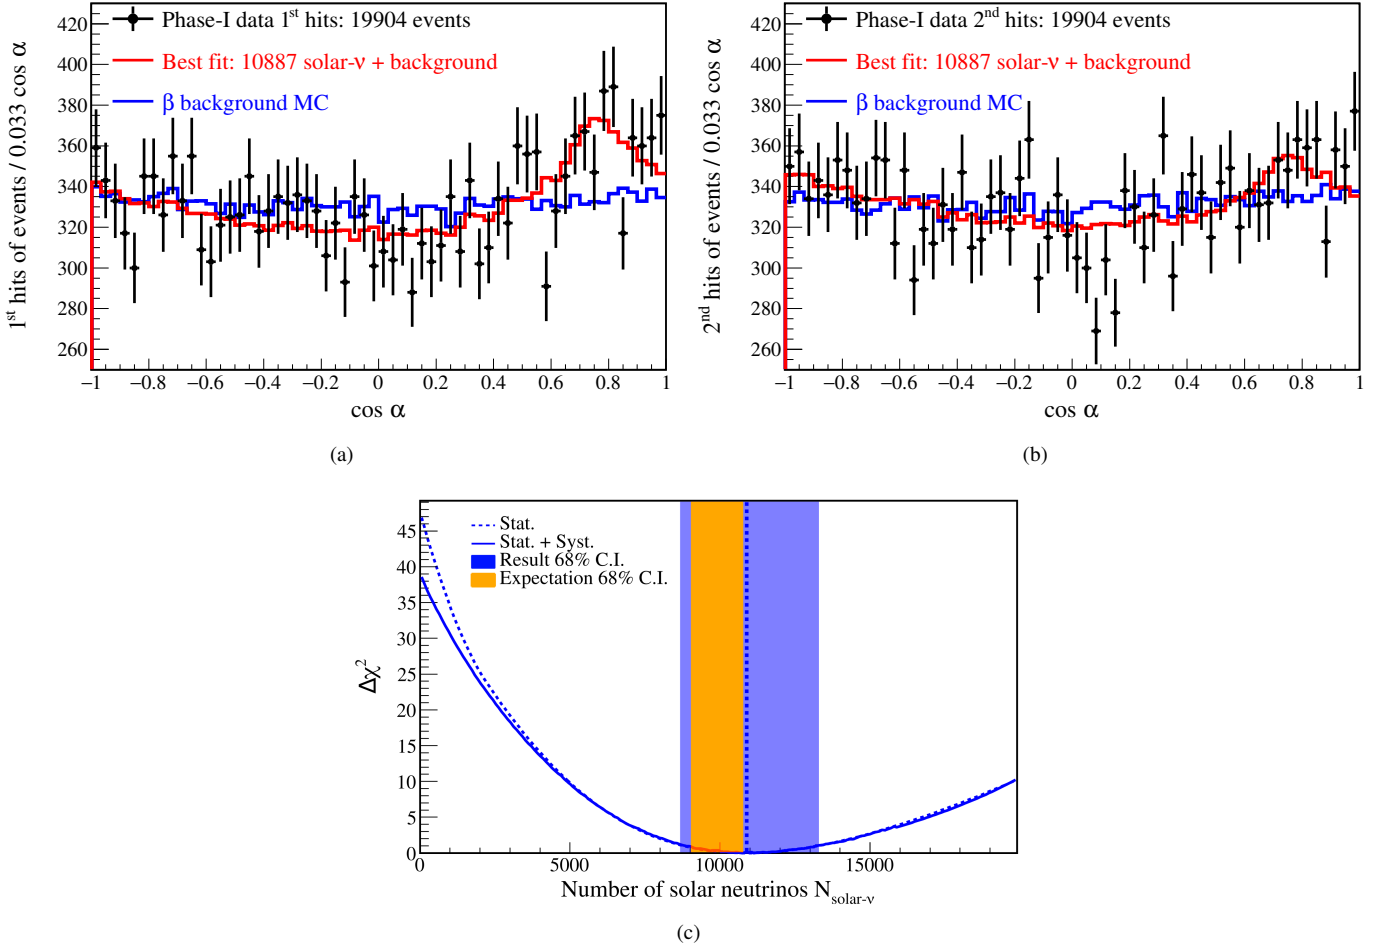 Phase-I data 1st hits: 19904 events
Best fit: 10887 solar-ν + background
β background MC
1st hits of events / 0.033 cos α
420
400
380
360
340
320
300
280
260
−1 −0.8 −0.6 −0.4 −0.2 0 0.2 0.4 0.6 0.8 1
cos α
(a)
Phase-I data 2nd hits: 19904 events
Best fit: 10887 solar-ν + background
β background MC
2nd hits of events / 0.033 cos α
420
400
380
360
340
320
300
280
260
−1 −0.8 −0.6 −0.4 −0.2 0 0.2 0.4 0.6 0.8 1
cos α
(b)
Stat.
Stat. + Syst.
Result 68% C.I.
Expectation 68% C.I.
Δχ2
45
40
35
30
25
20
15
10
5
0
0 5000 10000 15000
Number of solar neutrinos Nsolar-ν
(c)